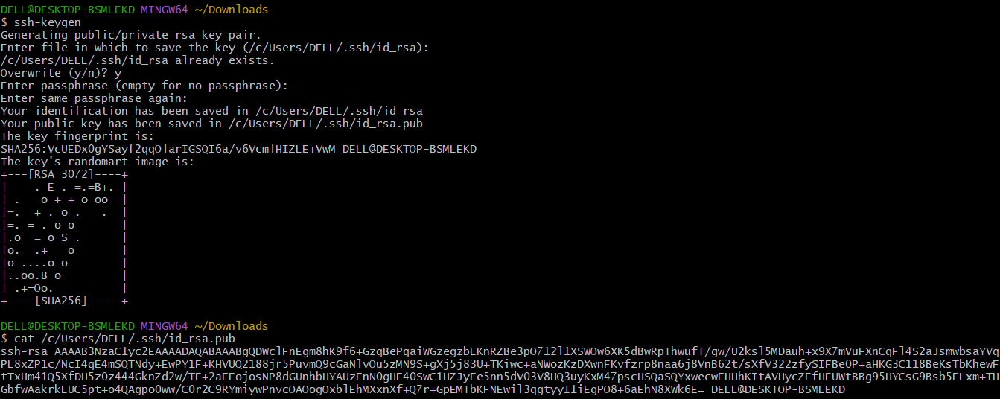 DELL@DESKTOP-BSMLEKD MINGW64 ~/Downloads
$ ssh-keygen
Generating public/private rsa key pair.
Enter file in which to save the key (/c/Users/DELL/.ssh/id_rsa):
/c/Users/DELL/.ssh/id_rsa already exists.
Overwrite (y/n)? y
Enter passphrase (empty for no passphrase):
Enter same passphrase again:
Your identification has been saved in /c/Users/DELL/.ssh/id_rsa
Your public key has been saved in /c/Users/DELL/.ssh/id_rsa.pub
The key fingerprint is:
SHA256:VcUEDx0gYSayf2qqOlarIGSQI6a/v6VcmlHIZLE+VwM DELL@DESKTOP-BSMLEKD
The key's randomart image is:
+---[RSA 3072]----+
|    . E . =.=B+. |
| .   o + + o oo  |
|=.  + . o .   .  |
|=. = . o o       |
|.o  = o S .      |
|o.  .+   o       |
|o ....o o        |
|..oo.B o         |
| .+=Oo.          |
+----[SHA256]-----+
DELL@DESKTOP-BSMLEKD MINGW64 ~/Downloads
$ cat /c/Users/DELL/.ssh/id_rsa.pub
ssh-rsa AAAAB3NzaC1yc2EAAAADAQABAAABgQDWclFnEgm8hK9f6+GzqBePqaiWGzegzbLKnRZBe3pO712l1XSWOw6XK5dBwRpThwufT/gw/U2ksl5MDauh+x9X7mVuFXnCqFl4S2aJsmwbsaYVq
PL8xZP1c/NcI4qE4mSQTNdy+EwPY1F+KHVUQ2188jr5PuvmQ9cGaNlvOu5zMN9S+gXj5j83U+TKiwc+aNWozKzDXwnFKvfzrp8naa6j8VnB62t/sXfV322zfySIFBeOP+aHKG3C118BeKsTbKhewF
tTxHm41Q5XfDH5zOz444GknZd2w/TF+2aFFojosNP8dGUnhbHYAUzFnN0gHF4OSwC1HZJyFe5nn5dV03V8HQ3uyKxM47pscHSQaSQYxwecwFHHhKItAVHycZEfHEUWtBBg95HYCsG9Bsb5ELxm+TH
GbfwAakrkLUC5pt+o4QAgpoOww/C0r2C9RYmiywPnvcOAOogOxblEhMXxnXf+Q7r+GpEMTbKFNEwil3qgtyyI1iEgPO8+6aEhN8XWk6E= DELL@DESKTOP-BSMLEKD